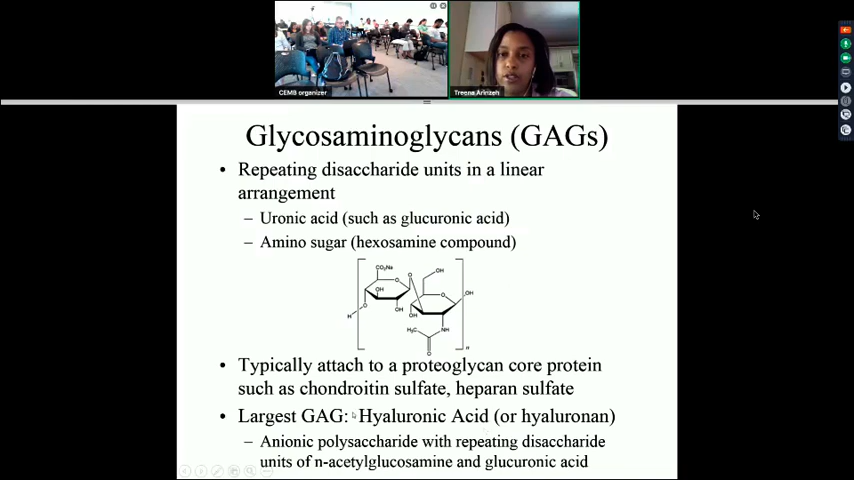 CEMB organizer
Treena Arinzeh
Glycosaminoglycans (GAGs)
• Repeating disaccharide units in a linear
arrangement
– Uronic acid (such as glucuronic acid)
– Amino sugar (hexosamine compound)
CO₂Na
OH
O
O
OH
O
OH
O
OH
H
OH
NH
H₃C
O
n
• Typically attach to a proteoglycan core protein
such as chondroitin sulfate, heparan sulfate
• Largest GAG: Hyaluronic Acid (or hyaluronan)
– Anionic polysaccharide with repeating disaccharide
units of n-acetylglucosamine and glucuronic acid